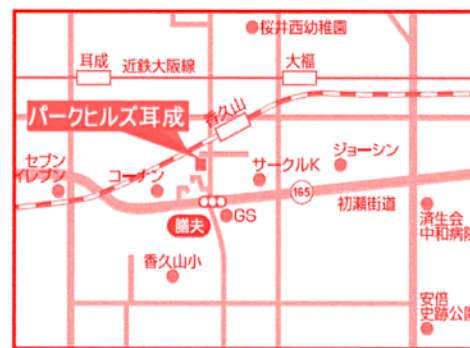 桜井西幼稚園
耳成
近鉄大阪線
大福
香久山
パークヒルズ耳成
セブン
イレブン
コーナン
サークルK
ジョーシン
165
初瀬街道
膳夫
GS
済生会
中和病院
香久山小
安倍
史跡公園